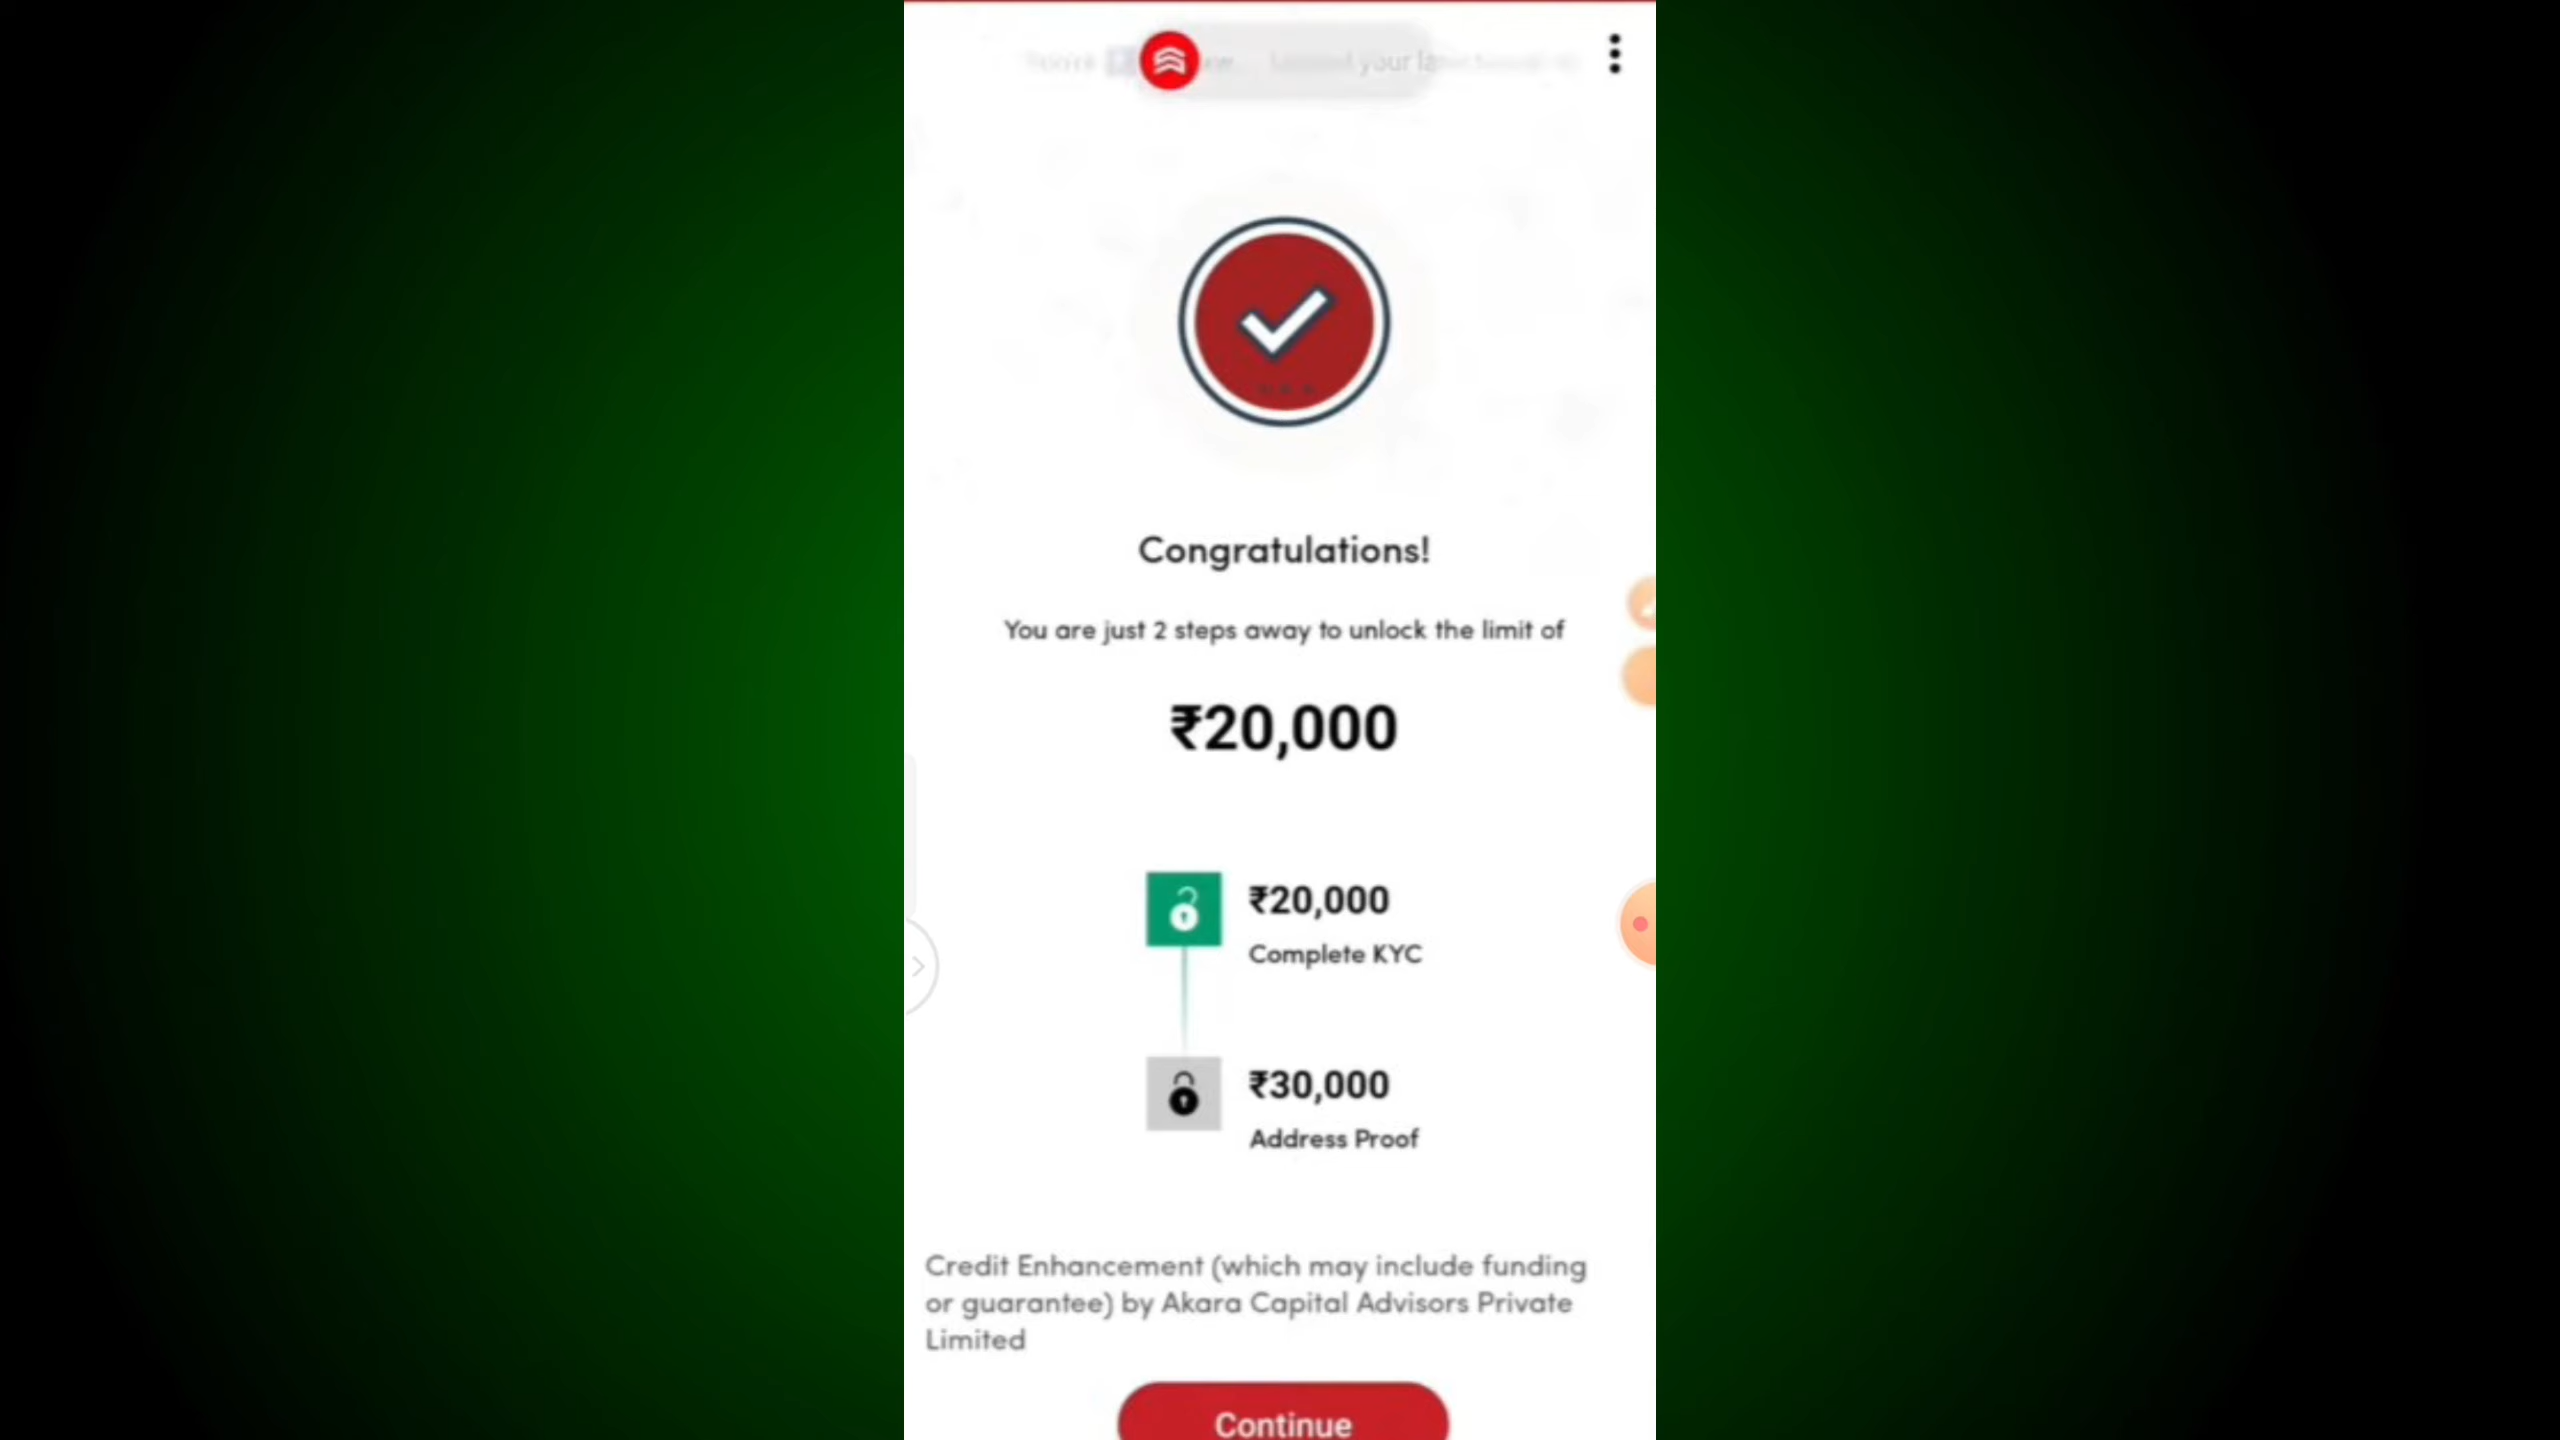 your
Congratulations!
You are just 2 steps away to unlock the limit of
₹20,000
₹20,000
Complete KYC
₹30,000
Address Proof
Credit Enhancement (which may include funding
or guarantee) by Akara Capital Advisors Private
Limited
Continue